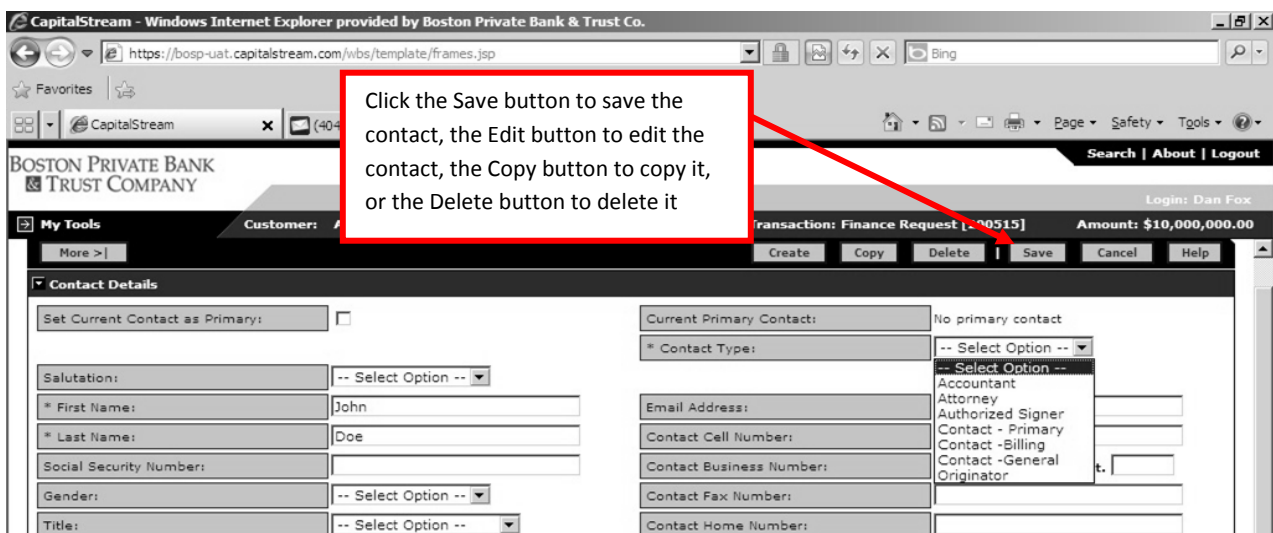 CapitalStream - Windows Internet Explorer provided by Boston Private Bank & Trust Co.
https://bosp-uat.capitalstream.com/wbs/template/frames.jsp
Bing
Favorites
CapitalStream
(404
Page Safety Tools
Click the Save button to save the
contact, the Edit button to edit the
contact, the Copy button to copy it,
or the Delete button to delete it
BOSTON PRIVATE BANK
& TRUST COMPANY
Search | About | Logout
Login: Dan Fox
My Tools Customer: Transaction: Finance Request Amount: $10,000,000.00
More >| Create Copy Delete | Save Cancel Help
Contact Details
Set Current Contact as Primary: Current Primary Contact: No primary contact
* Contact Type: -- Select Option --
-- Select Option --
Accountant
Attorney
Authorized Signer
Contact - Primary
Contact -Billing
Contact -General
Originator
Salutation: -- Select Option --
* First Name: John Email Address:
* Last Name: Doe Contact Cell Number:
Social Security Number: Contact Business Number: t.
Gender: -- Select Option -- Contact Fax Number:
Title: -- Select Option -- Contact Home Number: